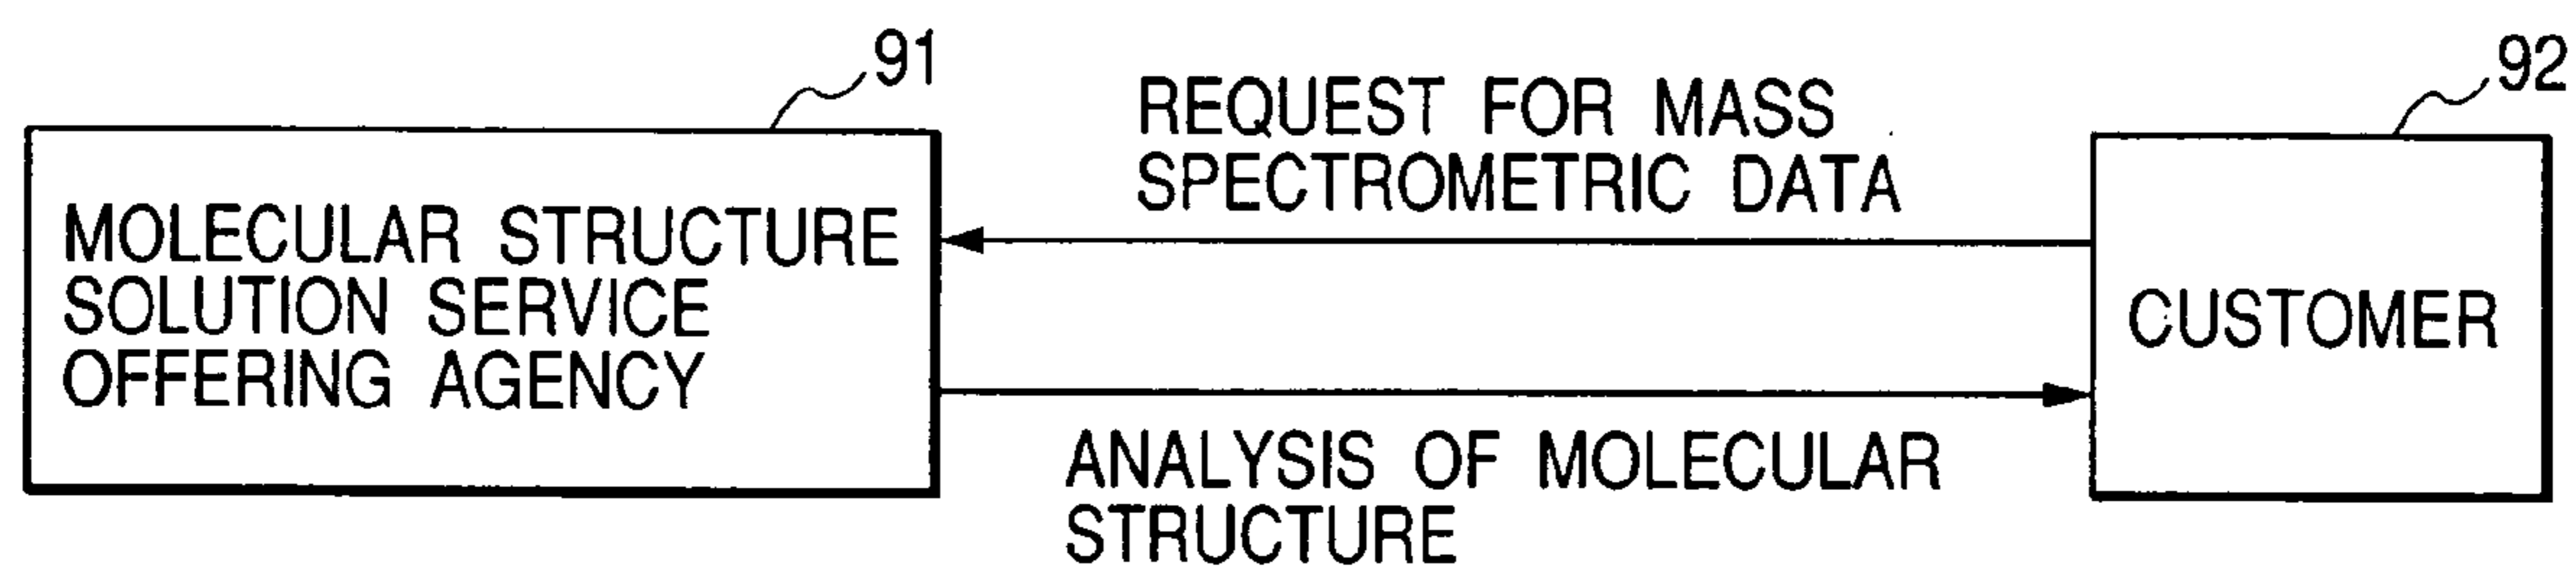 91
92
REQUEST FOR MASS
SPECTROMETRIC DATA
MOLECULAR STRUCTURE
SOLUTION SERVICE
OFFERING AGENCY
CUSTOMER
ANALYSIS OF MOLECULAR
STRUCTURE